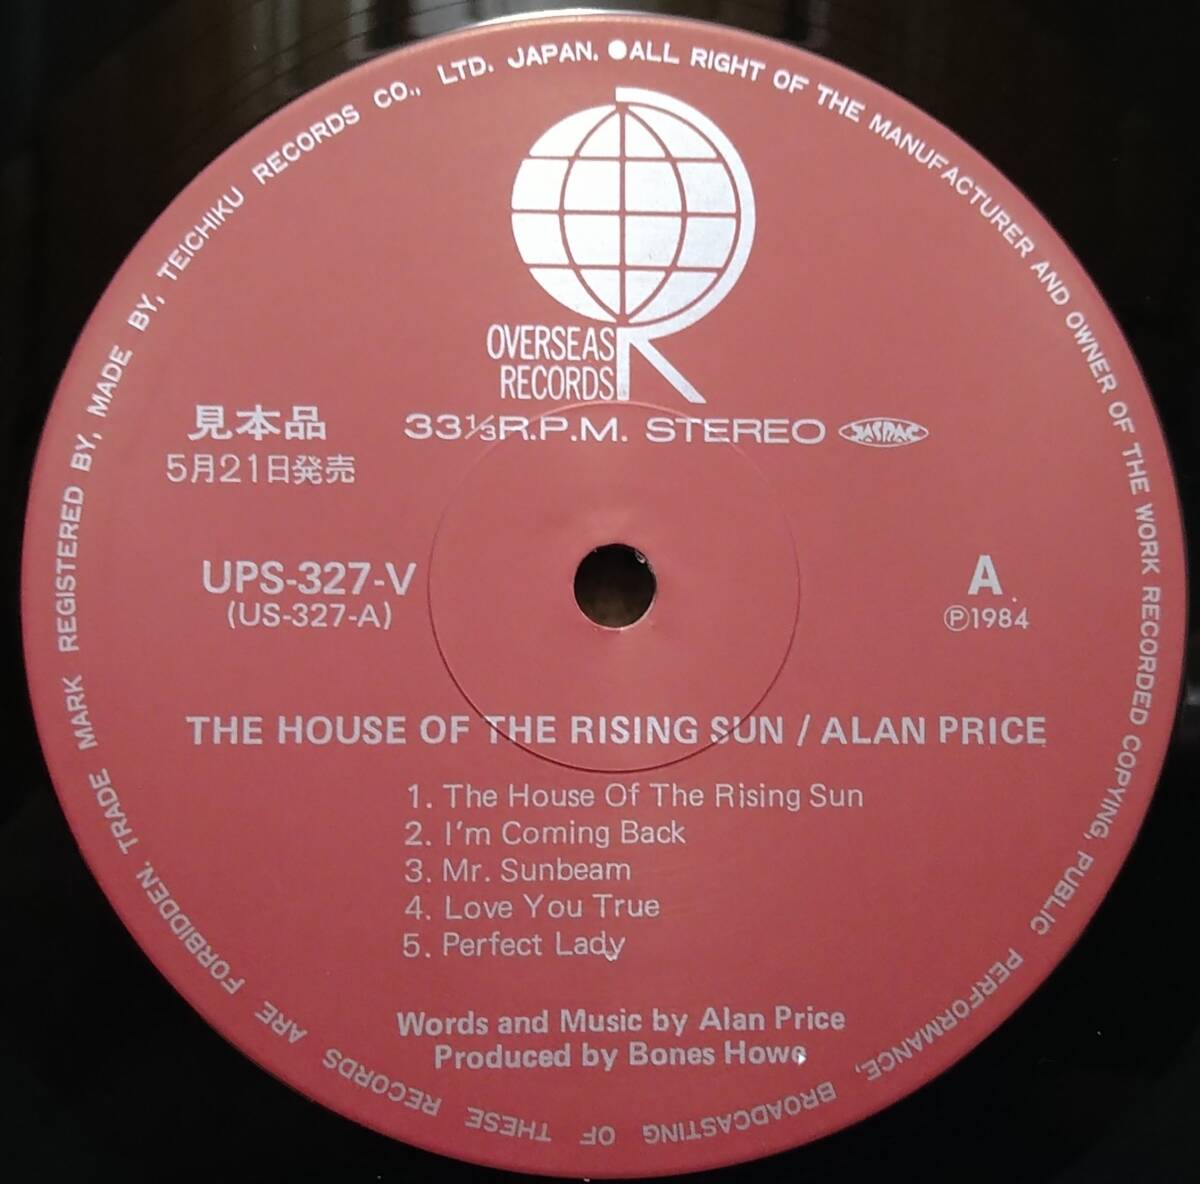 TRADE MARK REGISTERED BY, MADE BY, TEICHIKU RECORDS CO., LTD. JAPAN. ●ALL RIGHT OF THE MANUFACTURER AND OWNER OF THE WORK RECORDED COPYING, PUBLIC PERFORMANCE, BROADCASTING OF THESE RECORDS ARE FORBIDDEN.
R
OVERSEAS
RECORDS
見本品
33⅓R.P.M. STEREO JASRAC
5月21日発売
UPS-327-V
A
(US-327-A)
Ⓟ1984
THE HOUSE OF THE RISING SUN / ALAN PRICE
1. The House Of The Rising Sun
2. I'm Coming Back
3. Mr. Sunbeam
4. Love You True
5. Perfect Lady
Words and Music by Alan Price
Produced by Bones Howe